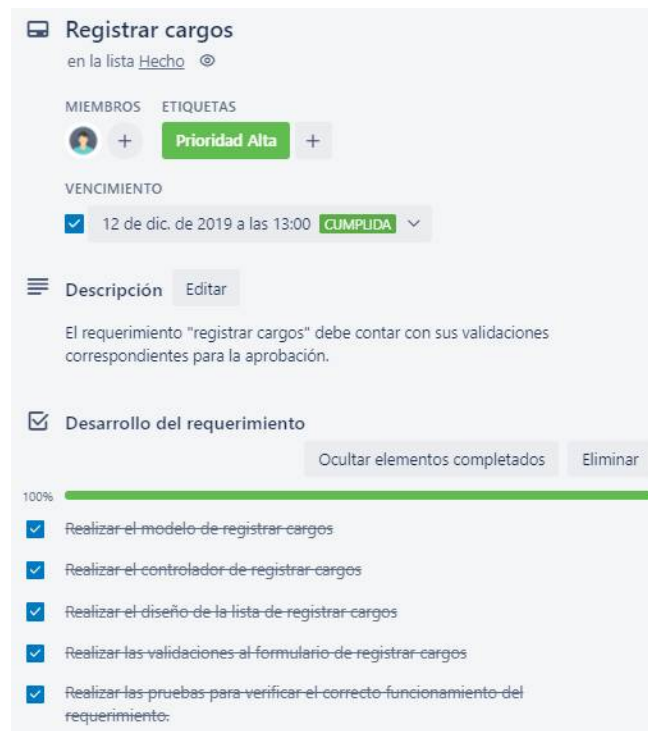 Registrar cargos
en la lista Hecho
MIEMBROS ETIQUETAS
+ Prioridad Alta +
VENCIMIENTO
12 de dic. de 2019 a las 13:00 CUMPLIDA
Descripción Editar
El requerimiento "registrar cargos" debe contar con sus validaciones
correspondientes para la aprobación.
Desarrollo del requerimiento
Ocultar elementos completados Eliminar
100%
Realizar el modelo de registrar cargos
Realizar el controlador de registrar cargos
Realizar el diseño de la lista de registrar cargos
Realizar las validaciones al formulario de registrar cargos
Realizar las pruebas para verificar el correcto funcionamiento del
requerimiento.